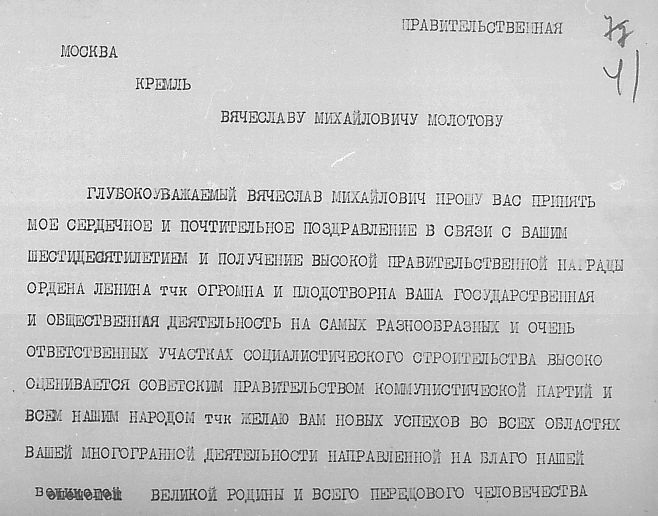 ПРАВИТЕЛЬСТВЕННАЯ
МОСКВА
КРЕМЛЬ
41
ВЯЧЕСЛАВУ МИХАЙЛОВИЧУ МОЛОТОВУ
ГЛУБОКОУВАЖАЕМЫЙ ВЯЧЕСЛАВ МИХАЙЛОВИЧ ПРОШУ ВАС ПРИНЯТЬ
МОЕ СЕРДЕЧНОЕ И ПОЧТИТЕЛЬНОЕ ПОЗДРАВЛЕНИЕ В СВЯЗИ С ВАШИМ
ШЕСТИДЕСЯТИЛЕТИЕМ И ПОЛУЧЕНИЕ ВЫСОКОЙ ПРАВИТЕЛЬСТВЕННОЙ НАГРАДЫ
ОРДЕНА ЛЕНИНА тчк ОГРОМНА И ПЛОДОТВОРНА ВАША ГОСУДАРСТВЕННАЯ
И ОБЩЕСТВЕННАЯ ДЕЯТЕЛЬНОСТЬ НА САМЫХ РАЗНООБРАЗНЫХ И ОЧЕНЬ
ОТВЕТСТВЕННЫХ УЧАСТКАХ СОЦИАЛИСТИЧЕСКОГО СТРОИТЕЛЬСТВА ВЫСОКО
ОЦЕНИВАЕТСЯ СОВЕТСКИМ ПРАВИТЕЛЬСТВОМ КОММУНИСТИЧЕСКОЙ ПАРТИЙ И
ВСЕМ НАШИМ НАРОДОМ тчк ЖЕЛАЮ ВАМ НОВЫХ УСПЕХОВ ВО ВСЕХ ОБЛАСТЯХ
ВАШЕЙ МНОГОГРАННОЙ ДЕЯТЕЛЬНОСТИ НАПРАВЛЕННОЙ НА БЛАГО НАШЕЙ
ВЕЛИКОЙ РОДИНЫ И ВСЕГО ПЕРЕДОВОГО ЧЕЛОВЕЧЕСТВА